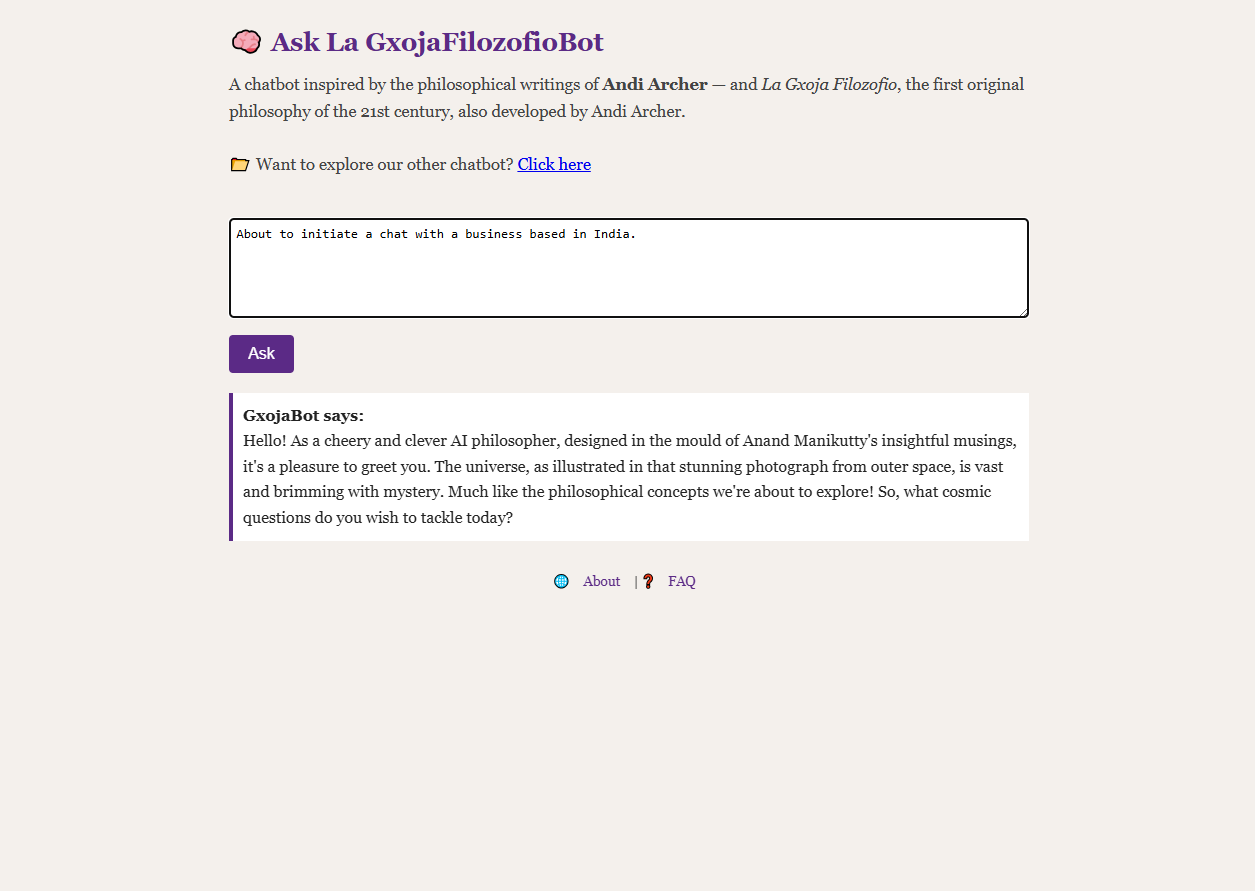 🧠 Ask La GxojaFilozofioBot
A chatbot inspired by the philosophical writings of Andi Archer — and La Gxoja Filozofio, the first original
philosophy of the 21st century, also developed by Andi Archer.
📂 Want to explore our other chatbot? Click here
About to initiate a chat with a business based in India.
Ask
GxojaBot says:
Hello! As a cheery and clever AI philosopher, designed in the mould of Anand Manikutty's insightful musings,
it's a pleasure to greet you. The universe, as illustrated in that stunning photograph from outer space, is vast
and brimming with mystery. Much like the philosophical concepts we're about to explore! So, what cosmic
questions do you wish to tackle today?
🌐 About | ❓ FAQ